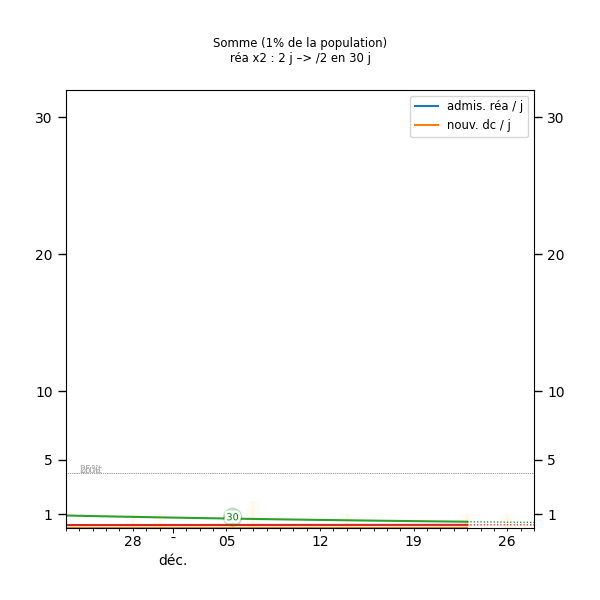 Somme (1% de la population)
réa x2 : 2 j –> /2 en 30 j
admis. réa / j
nouv. dc / j
30 30
20 20
10 10
5 5
30
1 1
28 - 05 12 19 26
déc.